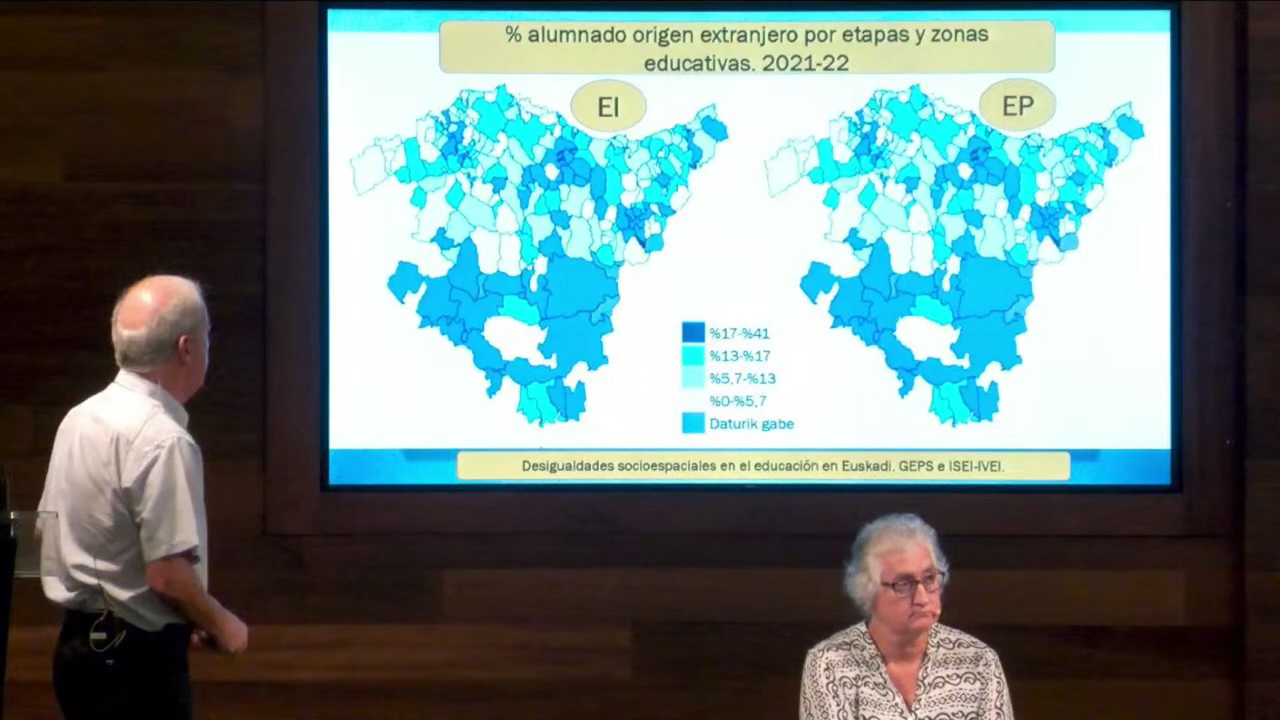 % alumnado origen extranjero por etapas y zonas
educativas. 2021-22
EI
EP
%17-%41
%13-%17
%5,7-%13
%0-%5,7
Daturik gabe
Desigualdades socioespaciales en el educación en Euskadi. GEPS e ISEI-IVEI.